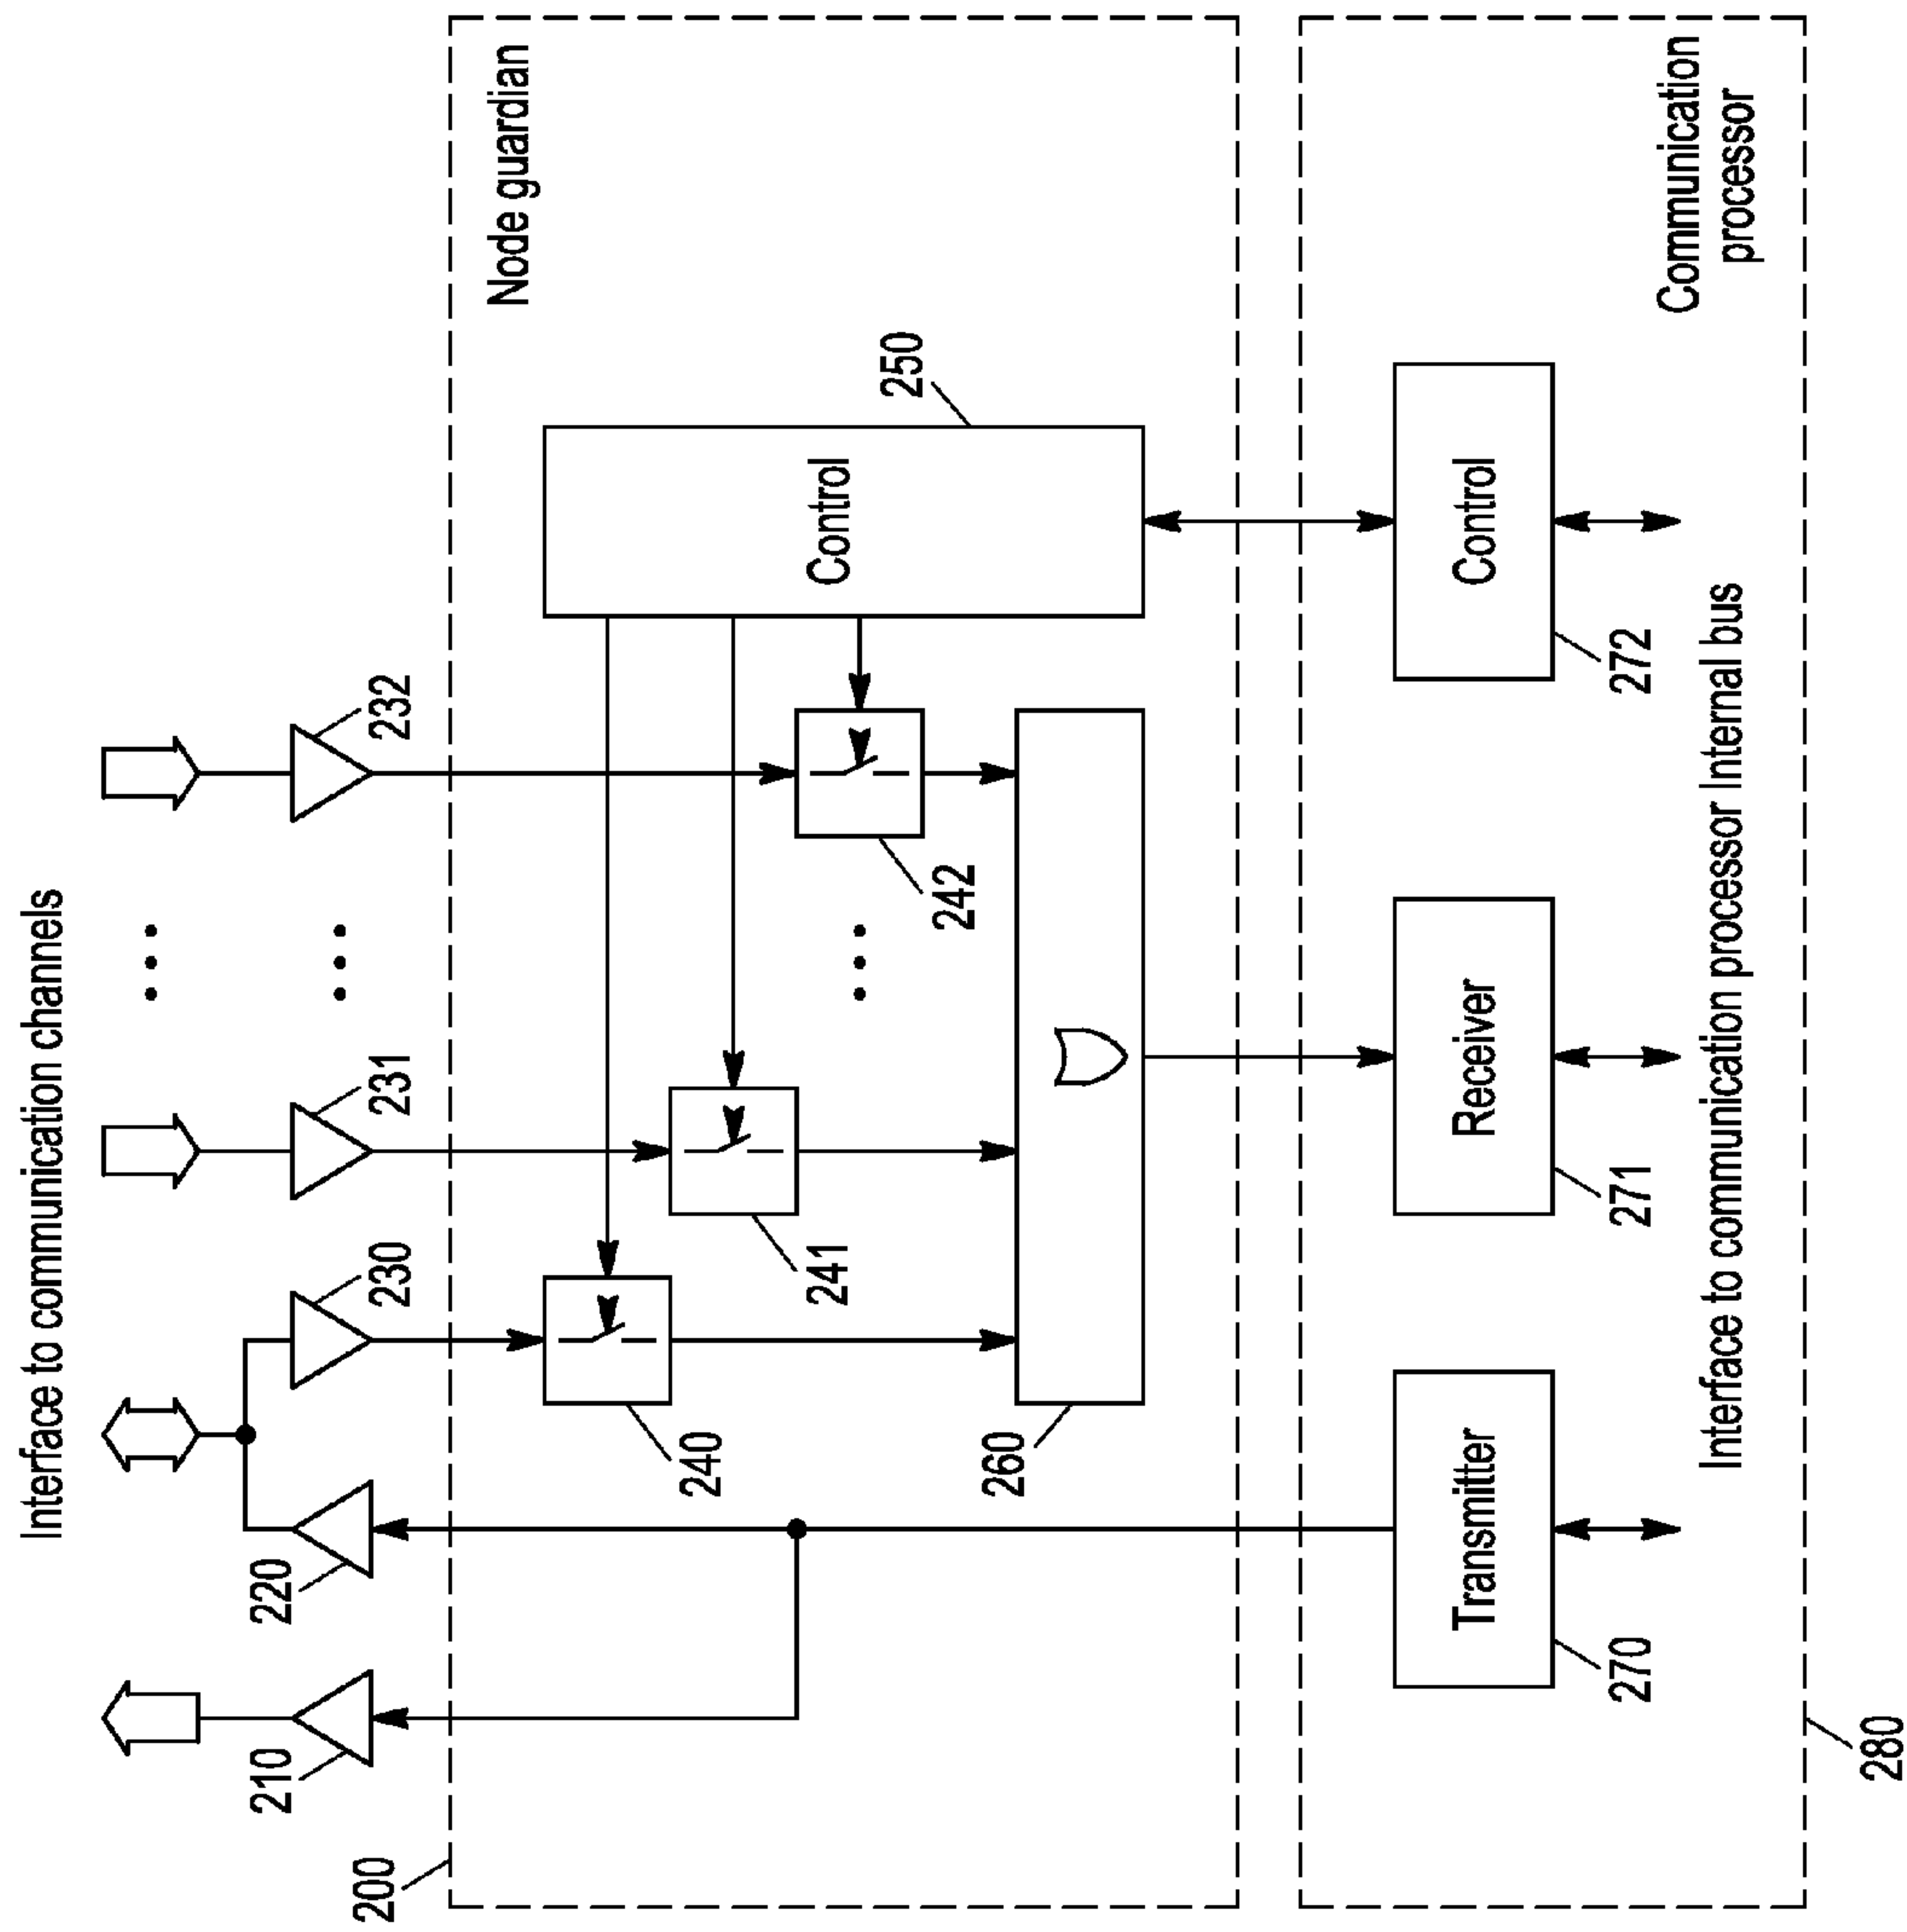 Interface to communication channels
210
220
230
231
232
200
Node guardian
240
241
242
Control
250
260
Transmitter
Receiver
Control
270
271
272
Communication
processor
Interface to communication processor Internal bus
280